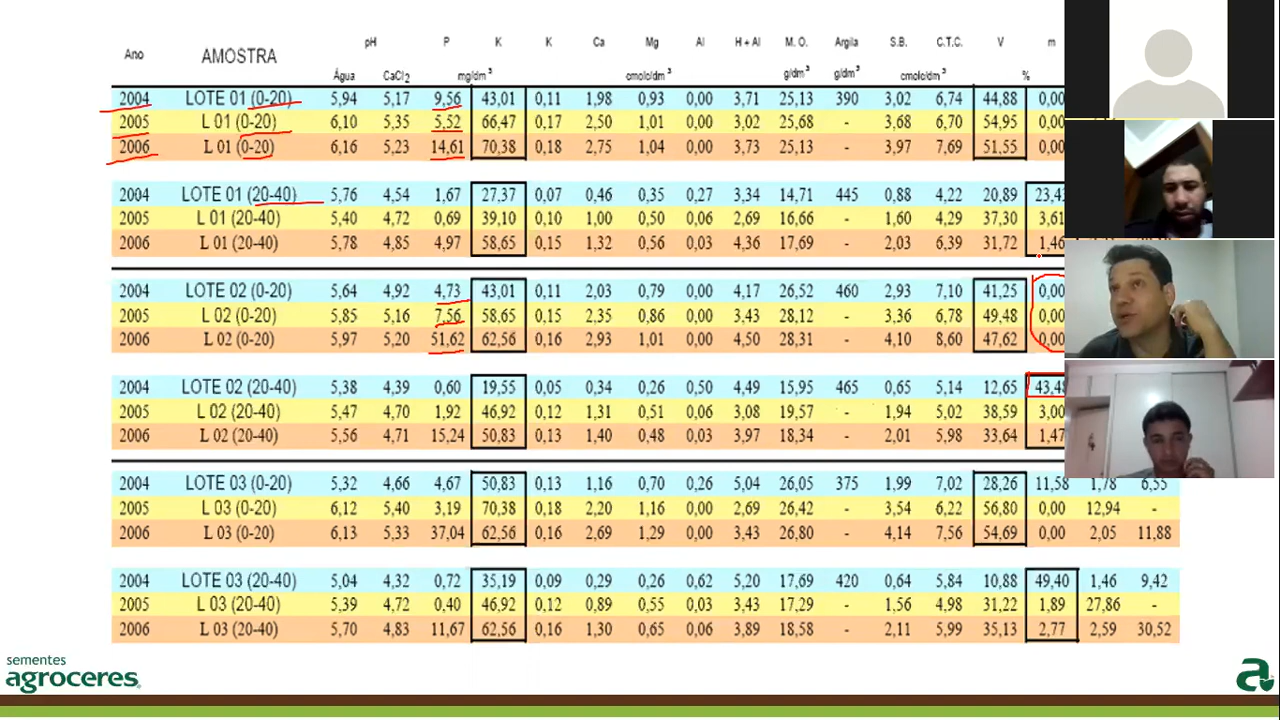 Ano AMOSTRA pH P K K Ca Mg Al H + Al M. O. Argila S.B. C.T.C. V m
Água CaCl2 mg/dm³ cmolc/dm³ g/dm³ g/dm³ cmolc/dm³ %
2004 LOTE 01 (0-20) 5,94 5,17 9,56 43,01 0,11 1,98 0,93 0,00 3,71 25,13 390 3,02 6,74 44,88 0,00
2005 L 01 (0-20) 6,10 5,35 5,52 66,47 0,17 2,50 1,01 0,00 3,02 25,68 - 3,68 6,70 54,95 0,00
2006 L 01 (0-20) 6,16 5,23 14,61 70,38 0,18 2,75 1,04 0,00 3,73 25,13 - 3,97 7,69 51,55 0,00
2004 LOTE 01 (20-40) 5,76 4,54 1,67 27,37 0,07 0,46 0,35 0,27 3,34 14,71 445 0,88 4,22 20,89
2005 L 01 (20-40) 5,40 4,72 0,69 39,10 0,10 1,00 0,50 0,06 2,69 16,66 - 1,60 4,29 37,30 3,61
2006 L 01 (20-40) 5,78 4,85 4,97 58,65 0,15 1,32 0,56 0,03 4,36 17,69 - 2,03 6,39 31,72 1,46
2004 LOTE 02 (0-20) 5,64 4,92 4,73 43,01 0,11 2,03 0,79 0,00 4,17 26,52 460 2,93 7,10 41,25 0,00
2005 L 02 (0-20) 5,85 5,16 7,56 58,65 0,15 2,35 0,86 0,00 3,43 28,12 - 3,36 6,78 49,48 0,00
2006 L 02 (0-20) 5,97 5,20 51,62 62,56 0,16 2,93 1,01 0,00 4,50 28,31 - 4,10 8,60 47,62 0,00
2004 LOTE 02 (20-40) 5,38 4,39 0,60 19,55 0,05 0,34 0,26 0,50 4,49 15,95 465 0,65 5,14 12,65 43,48
2005 L 02 (20-40) 5,47 4,70 1,92 46,92 0,12 1,31 0,51 0,06 3,08 19,57 - 1,94 5,02 38,59 3,00
2006 L 02 (20-40) 5,56 4,71 15,24 50,83 0,13 1,40 0,48 0,03 3,97 18,34 - 2,01 5,98 33,64 1,47
2004 LOTE 03 (0-20) 5,32 4,66 4,67 50,83 0,13 1,16 0,70 0,26 5,04 26,05 375 1,99 7,02 28,26 11,58 1,78 6,55
2005 L 03 (0-20) 6,12 5,40 3,19 70,38 0,18 2,20 1,16 0,00 2,69 26,42 - 3,54 6,22 56,80 0,00 12,94 -
2006 L 03 (0-20) 6,13 5,33 37,04 62,56 0,16 2,69 1,29 0,00 3,43 26,80 - 4,14 7,56 54,69 0,00 2,05 11,88
2004 LOTE 03 (20-40) 5,04 4,32 0,72 35,19 0,09 0,29 0,26 0,62 5,20 17,69 420 0,64 5,84 10,88 49,40 1,46 9,42
2005 L 03 (20-40) 5,39 4,72 0,40 46,92 0,12 0,89 0,55 0,03 3,43 17,29 - 1,56 4,98 31,22 1,89 27,86 -
2006 L 03 (20-40) 5,70 4,83 11,67 62,56 0,16 1,30 0,65 0,06 3,89 18,58 - 2,11 5,99 35,13 2,77 2,59 30,52
sementes
agroceres